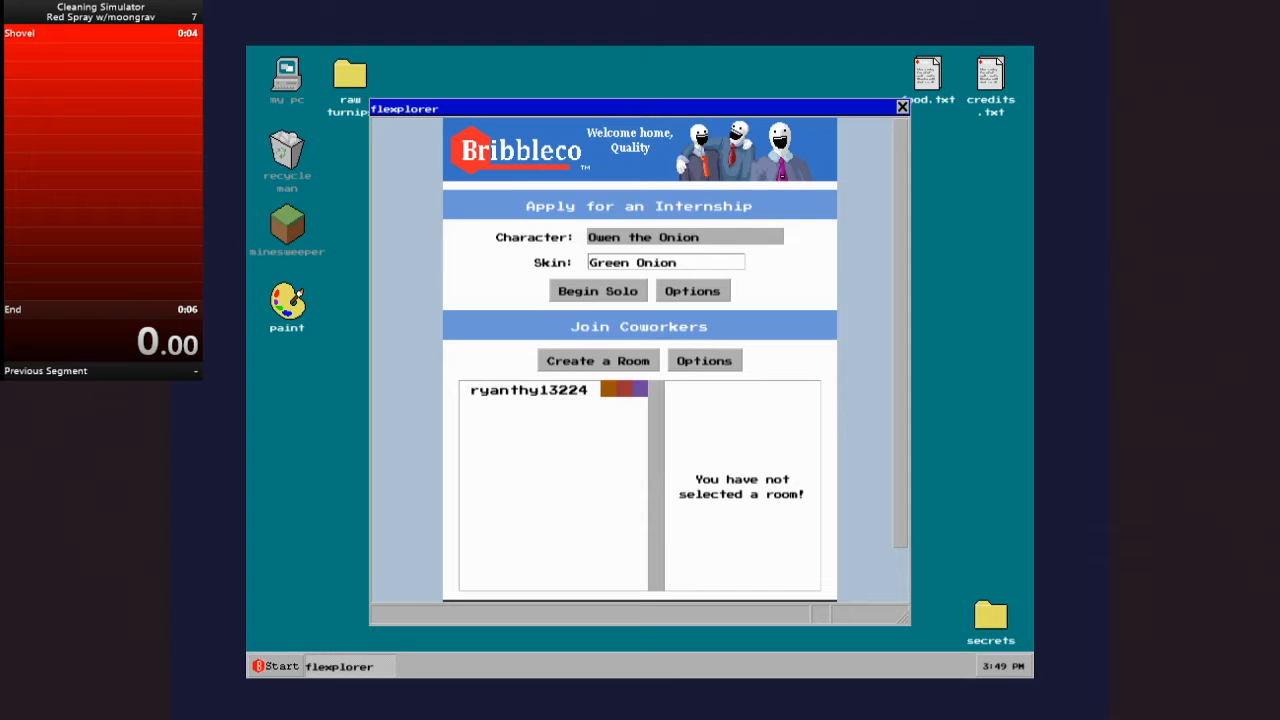 Cleaning Simulator
Red Spray w/moongrav 7
Shovel 0:04
End 0:06
0.00
Previous Segment -
my pc
raw
turnip
recycle
man
minesweeper
paint
ood.txt
credits
.txt
secrets
flexplorer
Bribbleco™
Welcome home,
Quality
Apply for an Internship
Character: Owen the Onion
Skin: Green Onion
Begin Solo Options
Join Coworkers
Create a Room Options
ryanthy13224
You have not
selected a room!
Start flexplorer 3:49 PM